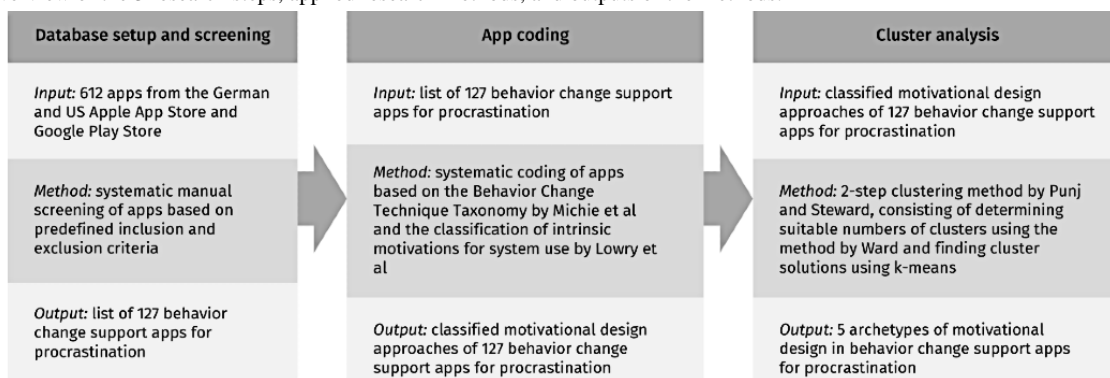 Database setup and screening
Input: 612 apps from the German
and US Apple App Store and
Google Play Store
Method: systematic manual
screening of apps based on
predefined inclusion and
exclusion criteria
Output: list of 127 behavior
change support apps for
procrastination
App coding
Input: list of 127 behavior change support
apps for procrastination
Method: systematic coding of apps
based on the Behavior Change
Technique Taxonomy by Michie et al
and the classification of intrinsic
motivations for system use by Lowry et
al
Output: classified motivational design
approaches of 127 behavior change
support apps for procrastination
Cluster analysis
Input: classified motivational design
approaches of 127 behavior change support
apps for procrastination
Method: 2-step clustering method by Punj
and Steward, consisting of determining
suitable numbers of clusters using the
method by Ward and finding cluster
solutions using k-means
Output: 5 archetypes of motivational
design in behavior change support apps
for procrastination